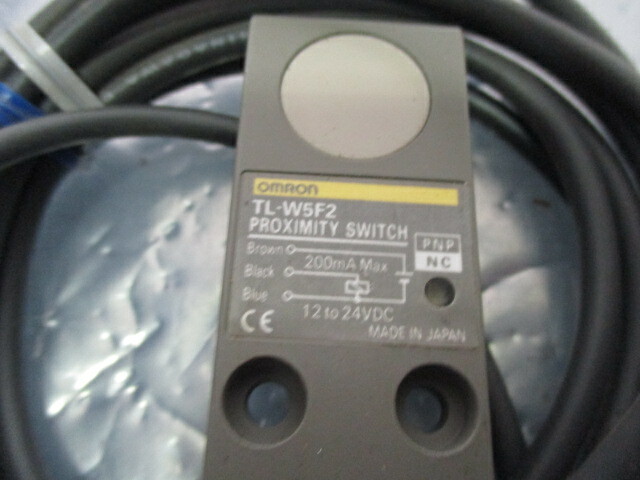 OMRON
TL-W5F2
PROXIMITY SWITCH
PNP
NC
Brown
200mA Max
Black
Blue
12 to 24VDC
CE
MADE IN JAPAN